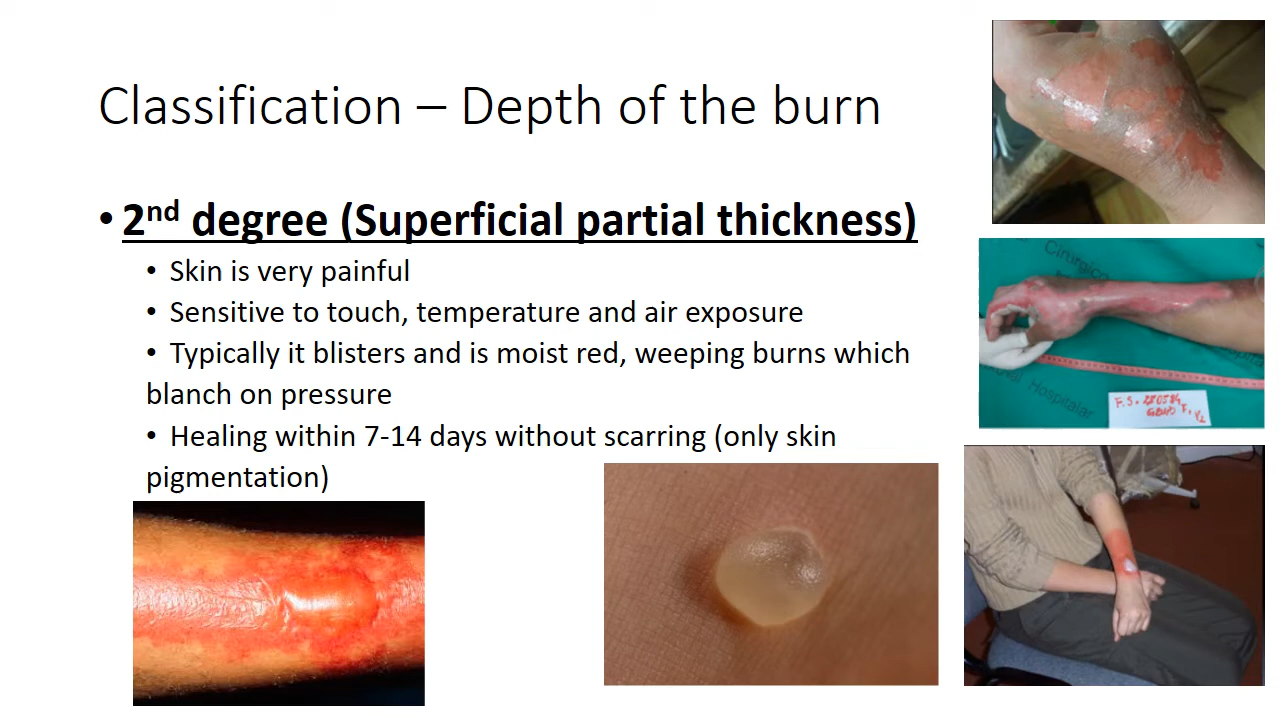 Classification – Depth of the burn
• 2nd degree (Superficial partial thickness)
• Skin is very painful
• Sensitive to touch, temperature and air exposure
• Typically it blisters and is moist red, weeping burns which
blanch on pressure
• Healing within 7-14 days without scarring (only skin
pigmentation)
Cirúrgico
Hospitalar
F.S.